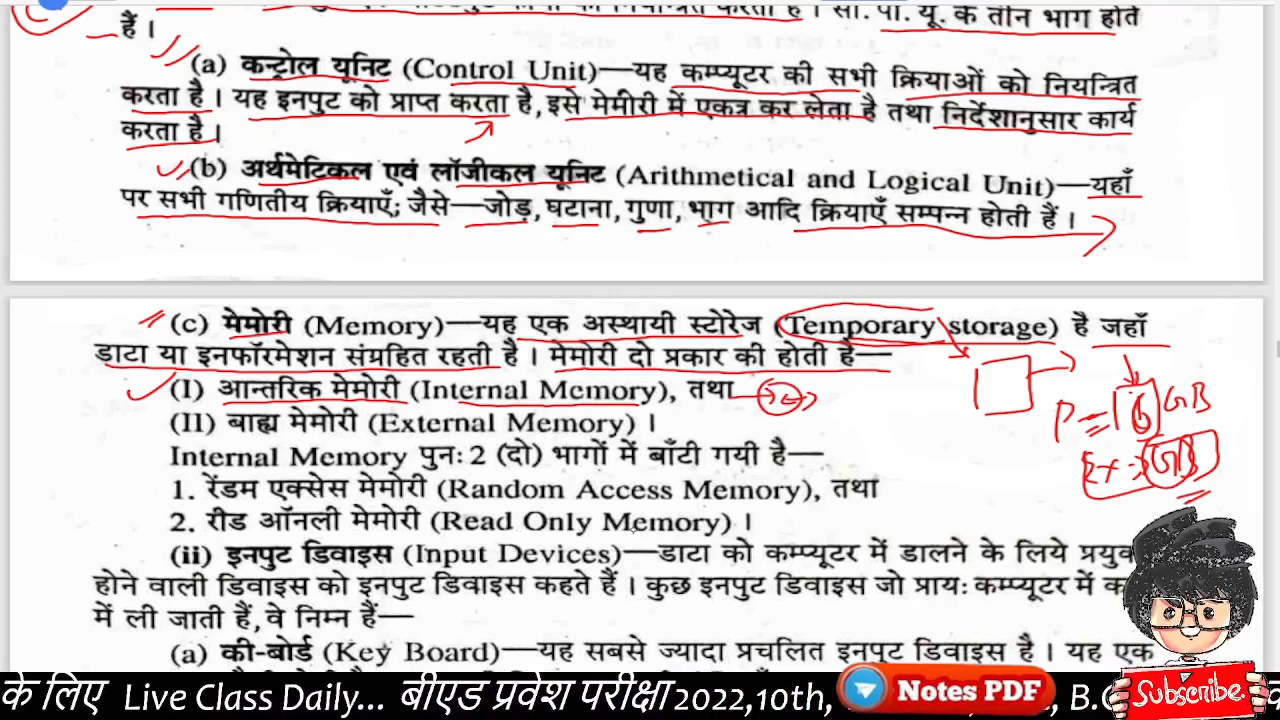 सी. पी. यू. के तीन भाग होते
हैं।
(a) कन्ट्रोल यूनिट (Control Unit)—यह कम्प्यूटर की सभी क्रियाओं को नियन्त्रित
करता है। यह इनपुट को प्राप्त करता है, इसे मेमीरी में एकत्र कर लेता है तथा निर्देशानुसार कार्य
करता है।
(b) अर्थमेटिकल एवं लॉजीकल यूनिट (Arithmetical and Logical Unit)—यहाँ
पर सभी गणितीय क्रियाएँ; जैसे—जोड़, घटाना, गुणा, भाग आदि क्रियाएँ सम्पन्न होती हैं।
(c) मेमोरी (Memory)—यह एक अस्थायी स्टोरेज (Temporary storage) है जहाँ
डाटा या इनफॉरमेशन संग्रहित रहती है। मेमोरी दो प्रकार की होती है—
(I) आन्तरिक मेमोरी (Internal Memory), तथा
(II) बाह्य मेमोरी (External Memory)।
Internal Memory पुनः 2 (दो) भागों में बाँटी गयी है—
1. रेंडम एक्सेस मेमोरी (Random Access Memory), तथा
2. रीड ऑनली मेमोरी (Read Only Memory)।
(ii) इनपुट डिवाइस (Input Devices)—डाटा को कम्प्यूटर में डालने के लिये
होने वाली डिवाइस को इनपुट डिवाइस कहते हैं। कुछ इनपुट डिवाइस जो प्रायः कम्प्यूटर में
में ली जाती हैं, वे निम्न हैं—
(a) की-बोर्ड (Key Board)—यह सबसे ज्यादा प्रचलित इनपुट डिवाइस है। यह एक
के लिए Live Class Daily... बीएड प्रवेश परीक्षा 2022,10th, Notes PDF
Subscribe
GB